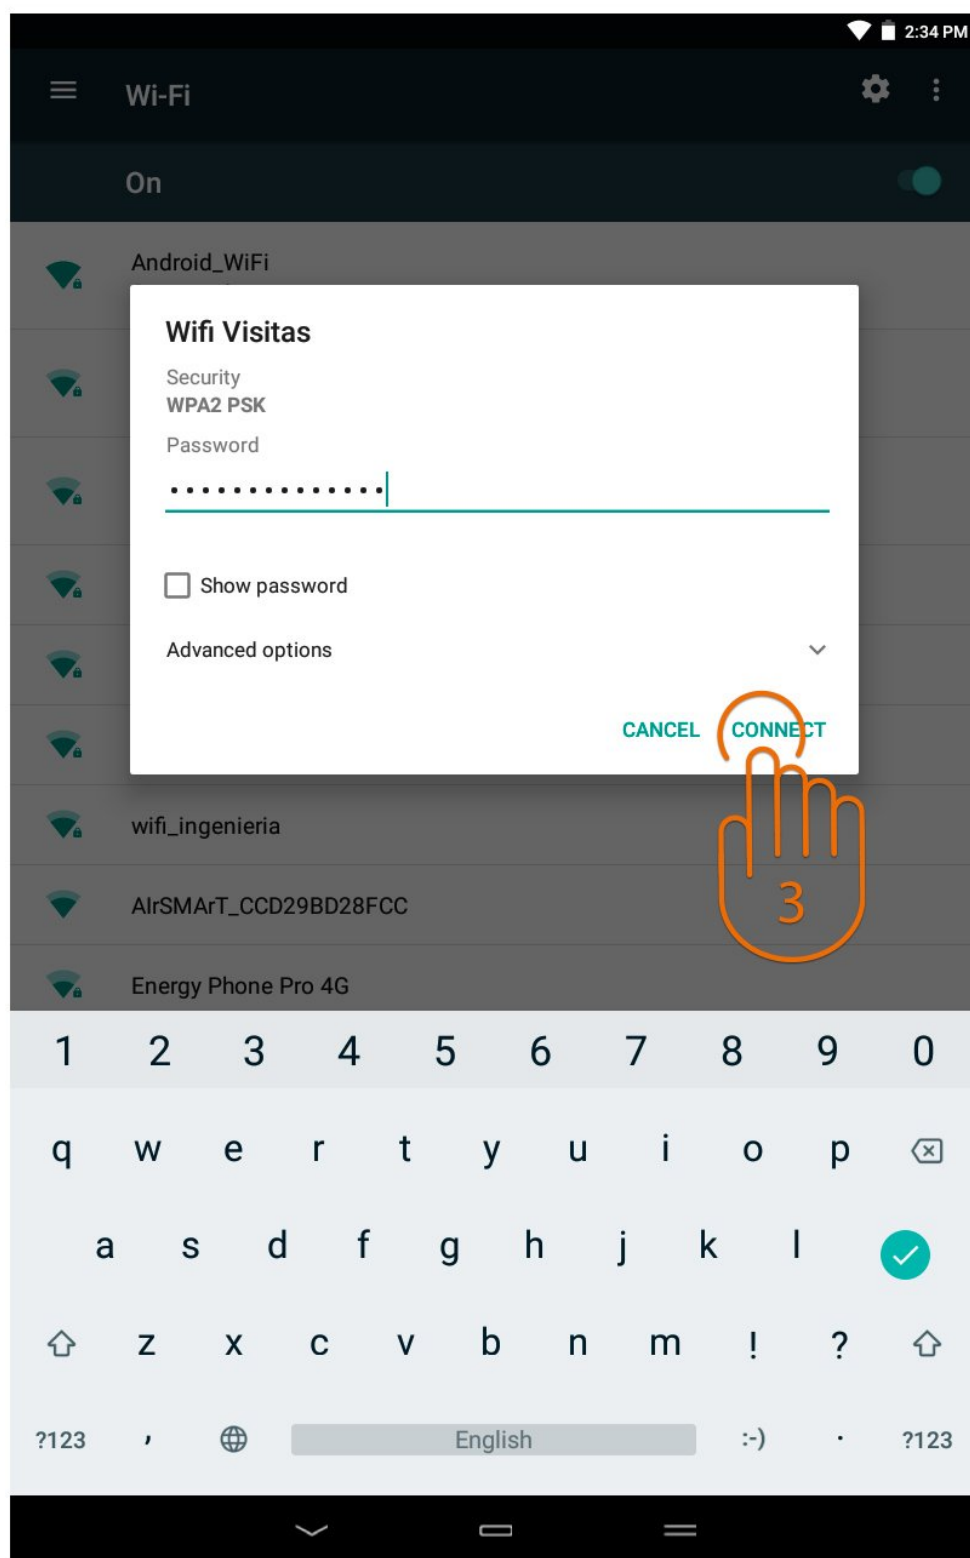 2:34 PM
Wi-Fi
On
Android_WiFi
Wifi Visitas
Security
WPA2 PSK
Password
••••••••••••••
Show password
Advanced options
CANCEL CONNECT
wifi_ingenieria
3
AIrSMArT_CCD29BD28FCC
Energy Phone Pro 4G
1 2 3 4 5 6 7 8 9 0
q w e r t y u i o p
a s d f g h j k l
z x c v b n m ! ?
?123 , English :-) . ?123